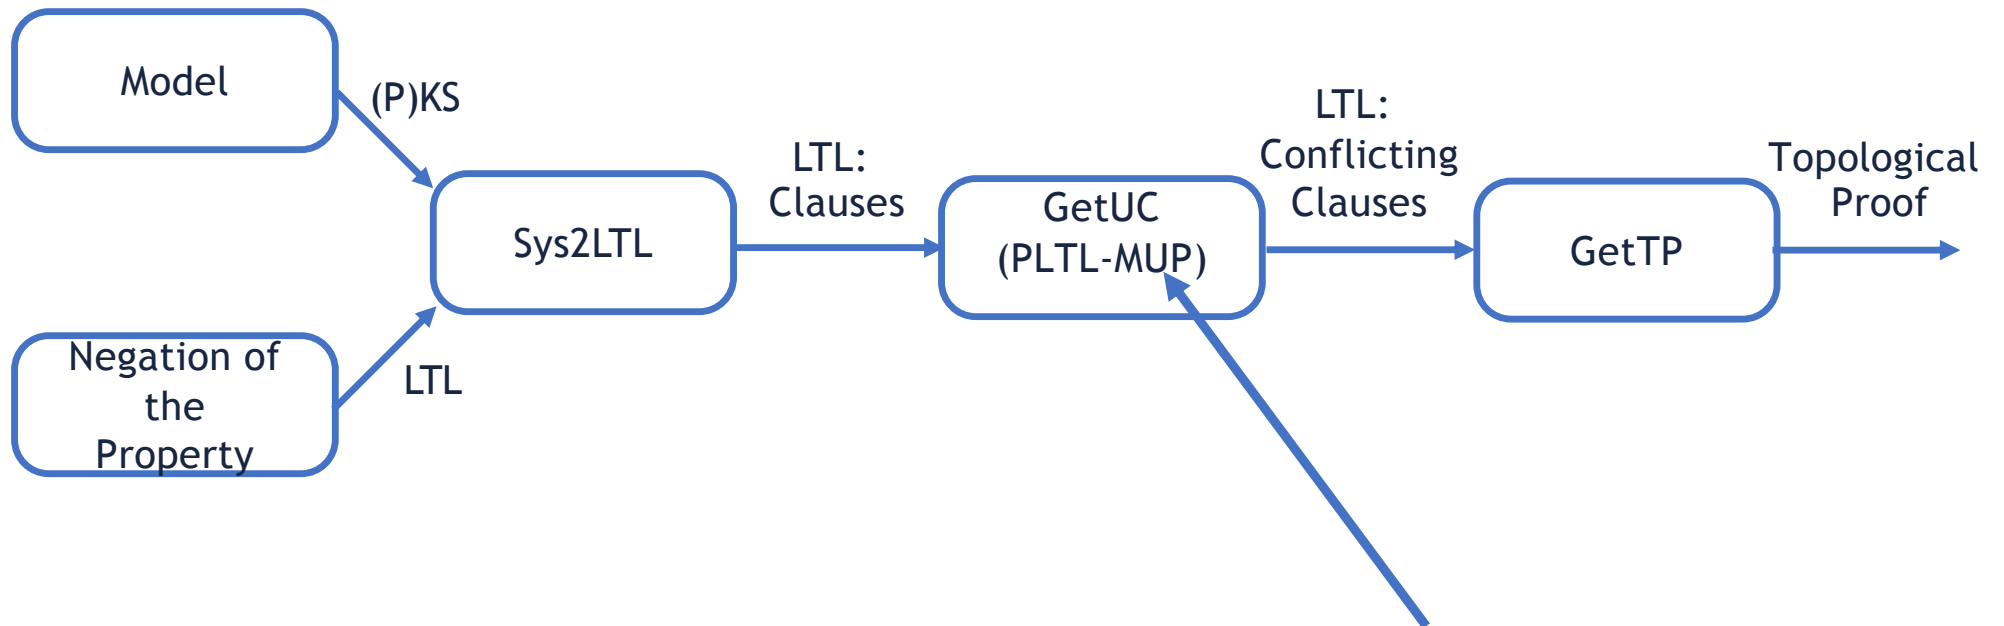 Model
(P)KS
Negation of
the
Property
LTL
Sys2LTL
LTL:
Clauses
GetUC
(PLTL-MUP)
LTL:
Conflicting
Clauses
GetTP
Topological
Proof